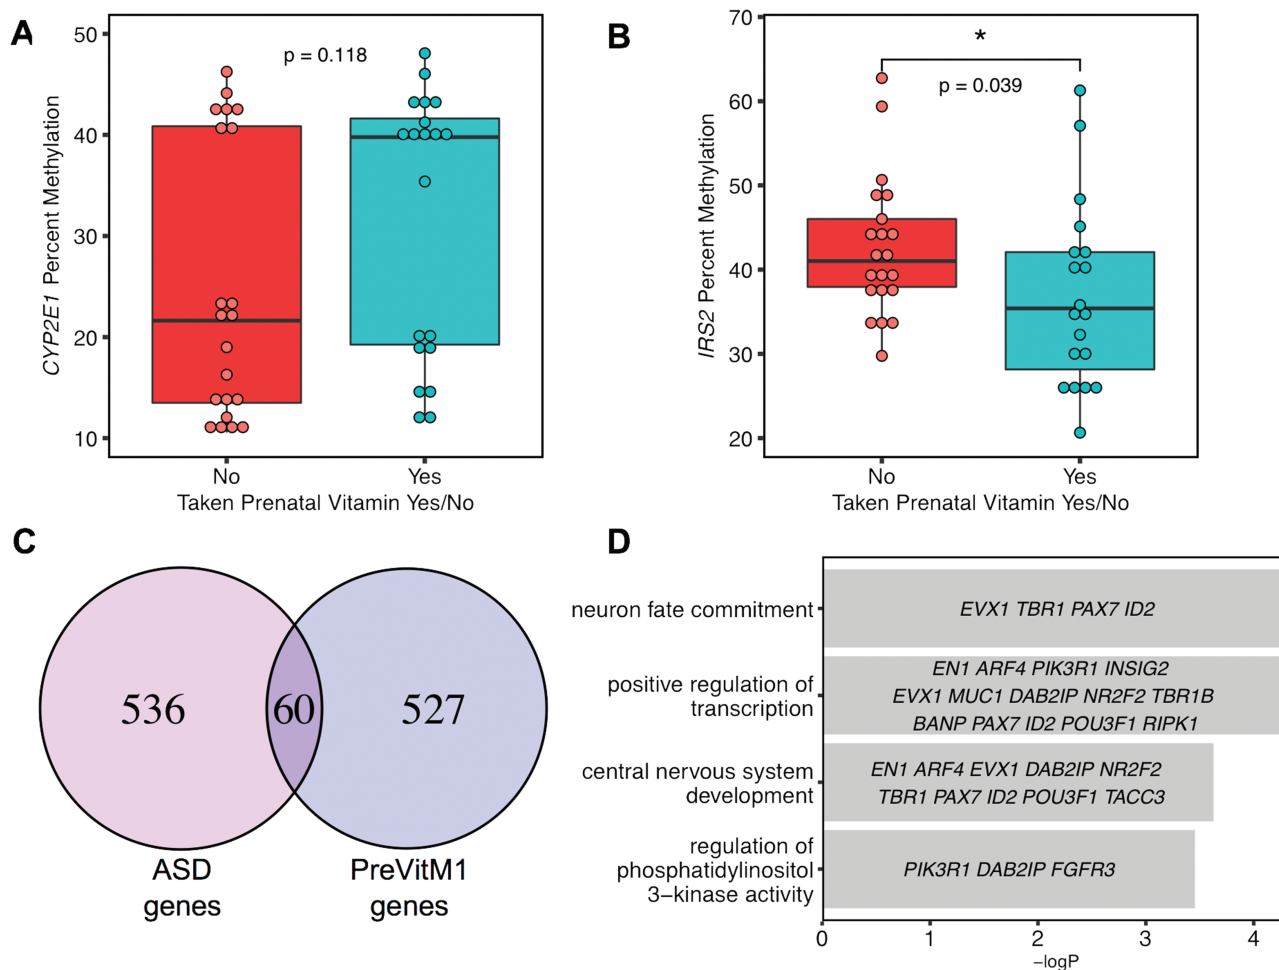 A
50
40
30
20
10
CYP2E1 Percent Methylation
p = 0.118
No
Yes
Taken Prenatal Vitamin Yes/No
B
70
60
50
40
30
20
IRS2 Percent Methylation
*
p = 0.039
No
Yes
Taken Prenatal Vitamin Yes/No
C
536
60
527
ASD
genes
PreVitM1
genes
D
neuron fate commitment
EVX1 TBR1 PAX7 ID2
positive regulation of
transcription
EN1 ARF4 PIK3R1 INSIG2
EVX1 MUC1 DAB2IP NR2F2 TBR1B
BANP PAX7 ID2 POU3F1 RIPK1
central nervous system
development
EN1 ARF4 EVX1 DAB2IP NR2F2
TBR1 PAX7 ID2 POU3F1 TACC3
regulation of
phosphatidylinositol
3−kinase activity
PIK3R1 DAB2IP FGFR3
0
1
2
3
4
−logP